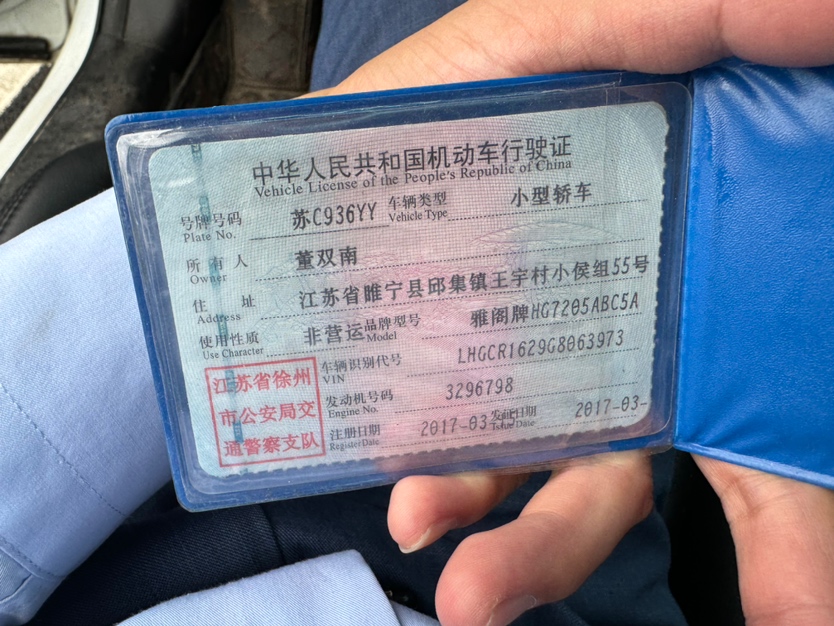 中华人民共和国机动车行驶证
Vehicle License of the People's Republic of China
号牌号码 苏C936YY 车辆类型 小型轿车
Plate No. Vehicle Type
所有人 董双南
Owner
住址 江苏省睢宁县邱集镇王宇村小侯组55号
Address
使用性质 非营运 品牌型号 雅阁牌HG7205ABC5A
Use Character Model
车辆识别代号 LHGCR1629G8063973
VIN
发动机号码 3296798
Engine No.
注册日期 2017-03 发证日期 2017-03-
Register Date Issue Date
江苏省徐州
市公安局交
通警察支队